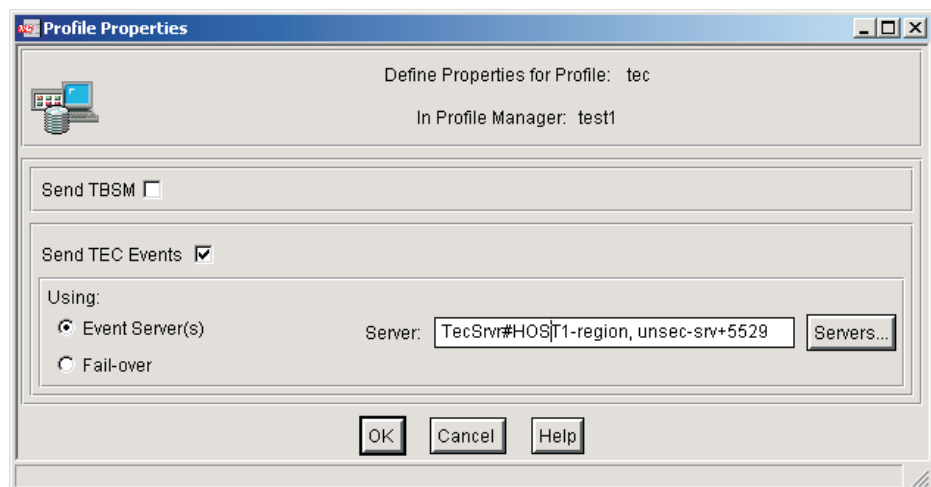 Profile Properties
Define Properties for Profile: tec
In Profile Manager: test1
Send TBSM
Send TEC Events
Using:
Event Server(s)
Server: TecSrvr#HOST1-region, unsec-srv+5529 Servers...
Fail-over
OK Cancel Help